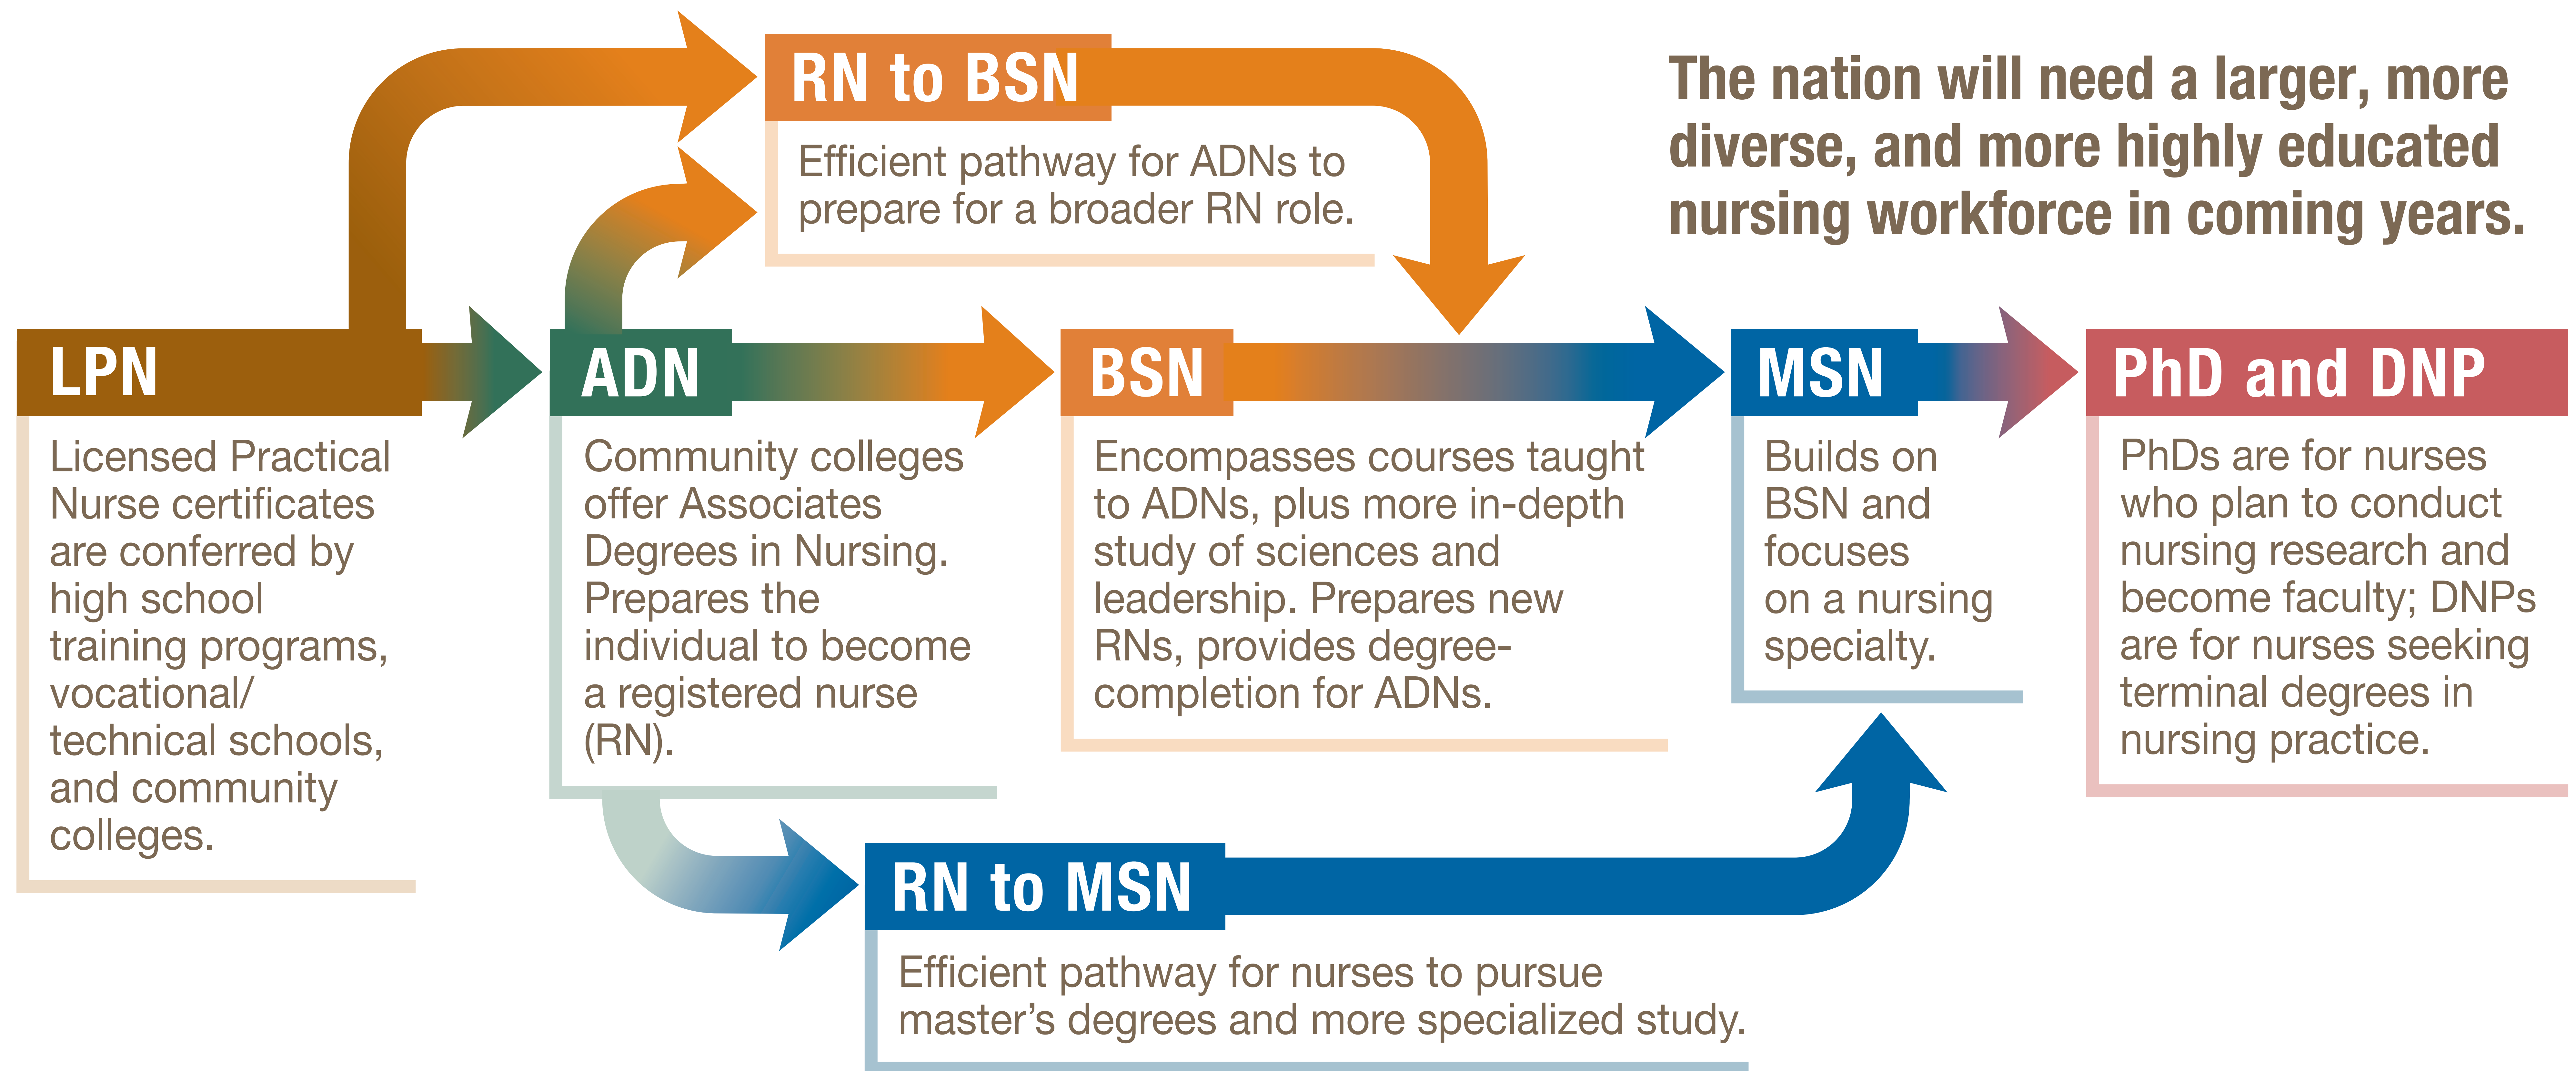 RN to BSN
Efficient pathway for ADNs to
prepare for a broader RN role.
The nation will need a larger, more
diverse, and more highly educated
nursing workforce in coming years.
LPN
Licensed Practical
Nurse certificates
are conferred by
high school
training programs,
vocational/
technical schools,
and community
colleges.
ADN
Community colleges
offer Associates
Degrees in Nursing.
Prepares the
individual to become
a registered nurse
(RN).
BSN
Encompasses courses taught
to ADNs, plus more in-depth
study of sciences and
leadership. Prepares new
RNs, provides degree-
completion for ADNs.
MSN
Builds on
BSN and
focuses
on a nursing
specialty.
PhD and DNP
PhDs are for nurses
who plan to conduct
nursing research and
become faculty; DNPs
are for nurses seeking
terminal degrees in
nursing practice.
RN to MSN
Efficient pathway for nurses to pursue
master’s degrees and more specialized study.